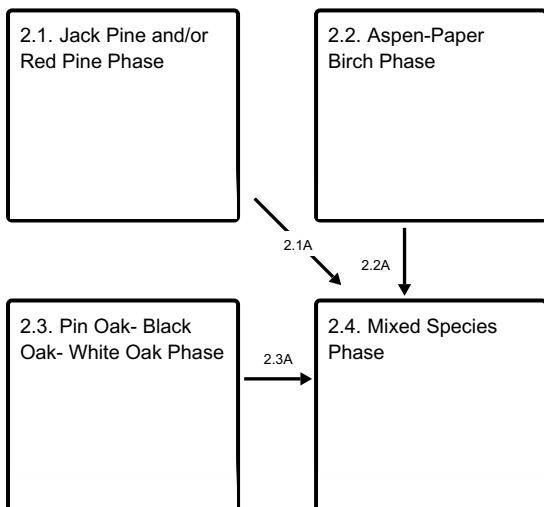 2.1. Jack Pine and/or
Red Pine Phase
2.2. Aspen-Paper
Birch Phase
2.1A
2.2A
2.3. Pin Oak- Black
Oak- White Oak Phase
2.3A
2.4. Mixed Species
Phase